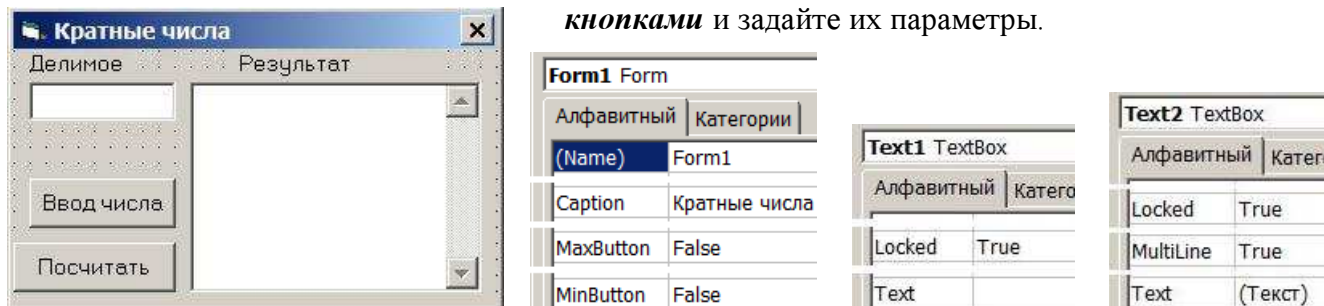 кнопками и задайте их параметры.
Кратные числа
Делимое Результат
Ввод числа
Посчитать
Form1 Form
Алфавитный Категории
(Name) Form1
Caption Кратные числа
MaxButton False
MinButton False
Text1 TextBox
Алфавитный Катего
Locked True
Text
Text2 TextBox
Алфавитный Катег
Locked True
MultiLine True
Text (Текст)